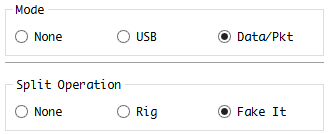 Mode
None USB Data/Pkt
Split Operation
None Rig Fake It